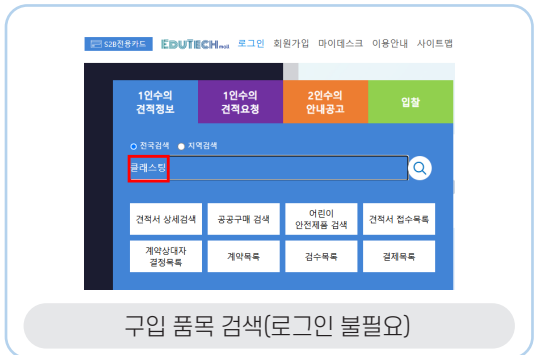 S2B전용카드 EDUTECHmall 로그인 회원가입 마이데스크 이용안내 사이트맵
1인수의 1인수의 2인수의 입찰
견적정보 견적요청 안내공고
전국검색 지역검색
클래스팅
견적서 상세검색 공공구매 검색 어린이 안전제품 검색 견적서 접수목록
계약상대자 결정목록 계약목록 검수목록 결제목록
구입 품목 검색(로그인 불필요)